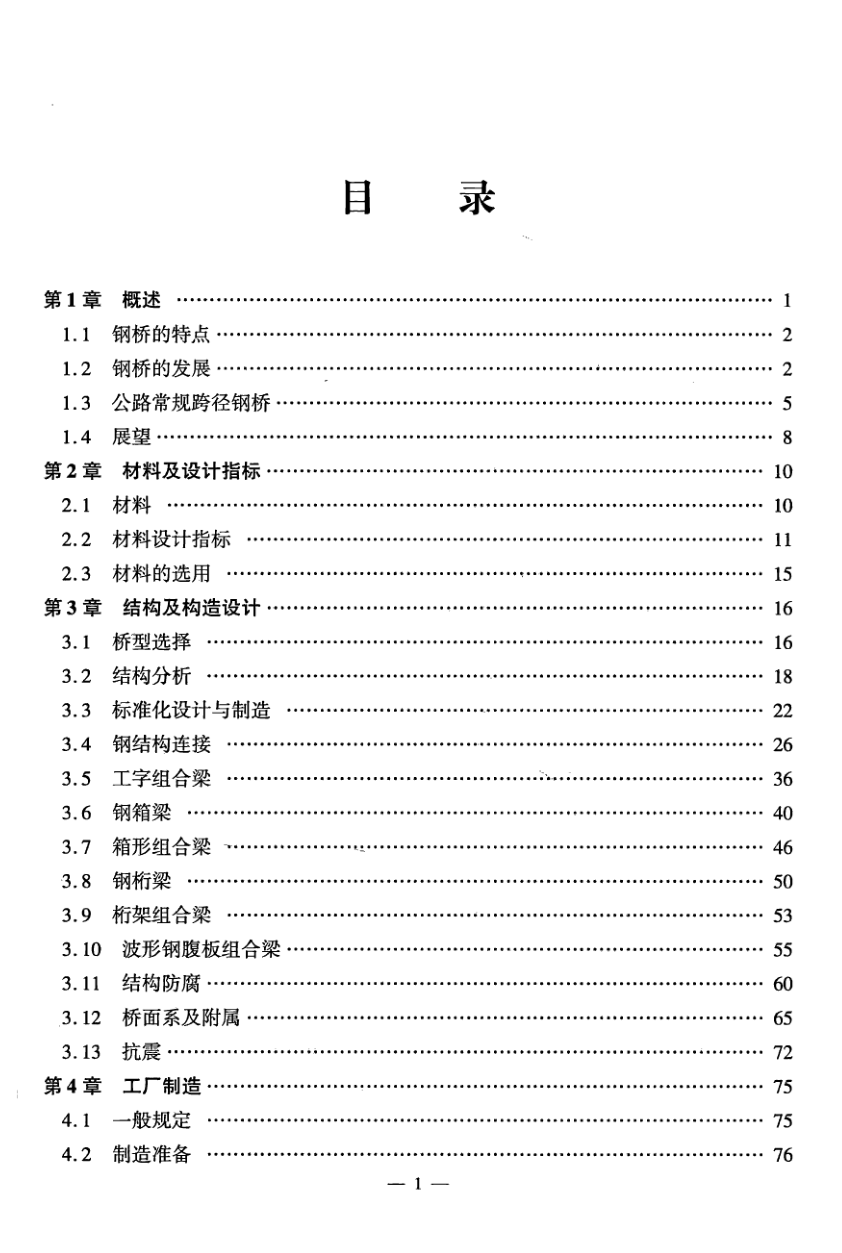 目 录
第1章 概述 …… 1
1.1 钢桥的特点 …… 2
1.2 钢桥的发展 …… 2
1.3 公路常规跨径钢桥 …… 5
1.4 展望 …… 8
第2章 材料及设计指标 …… 10
2.1 材料 …… 10
2.2 材料设计指标 …… 11
2.3 材料的选用 …… 15
第3章 结构及构造设计 …… 16
3.1 桥型选择 …… 16
3.2 结构分析 …… 18
3.3 标准化设计与制造 …… 22
3.4 钢结构连接 …… 26
3.5 工字组合梁 …… 36
3.6 钢箱梁 …… 40
3.7 箱形组合梁 …… 46
3.8 钢桁梁 …… 50
3.9 桁架组合梁 …… 53
3.10 波形钢腹板组合梁 …… 55
3.11 结构防腐 …… 60
3.12 桥面系及附属 …… 65
3.13 抗震 …… 72
第4章 工厂制造 …… 75
4.1 一般规定 …… 75
4.2 制造准备 …… 76
— 1 —